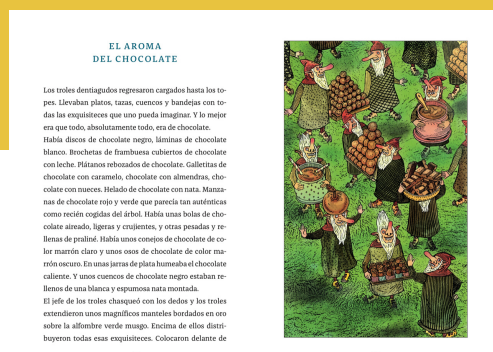 EL AROMA
DEL CHOCOLATE
Los troles dentiagudos regresaron cargados hasta los to-
pes. Llevaban platos, tazas, cuencos y bandejas con to-
das las exquisiteces que uno pueda imaginar. Y lo mejor
era que todo, absolutamente todo, era de chocolate.
Había discos de chocolate negro, láminas de chocolate
blanco. Brochetas de frambuesa cubiertos de chocolate
con leche. Plátanos rebozados de chocolate. Galletitas de
chocolate con caramelo, chocolate con almendras, cho-
colate con nueces. Helado de chocolate con nata. Manza-
nas de chocolate rojo y verde que parecía tan auténticas
como recién cogidas del árbol. Había unas bolas de cho-
colate aireado, ligeras y crujientes, y otras pesadas y re-
llenas de praliné. Había unos conejos de chocolate de co-
lor marrón claro y unos osos de chocolate de color ma-
rrón oscuro. En unas jarras de plata humeaba el chocolate
caliente. Y unos cuencos de chocolate negro estaban re-
llenos de una blanca y espumosa nata montada.
El jefe de los troles chasqueó con los dedos y los troles
extendieron unos magníficos manteles bordados en oro
sobre la alfombre verde musgo. Encima de ellos distri-
buyeron todas esas exquisiteces. Colocaron delante de